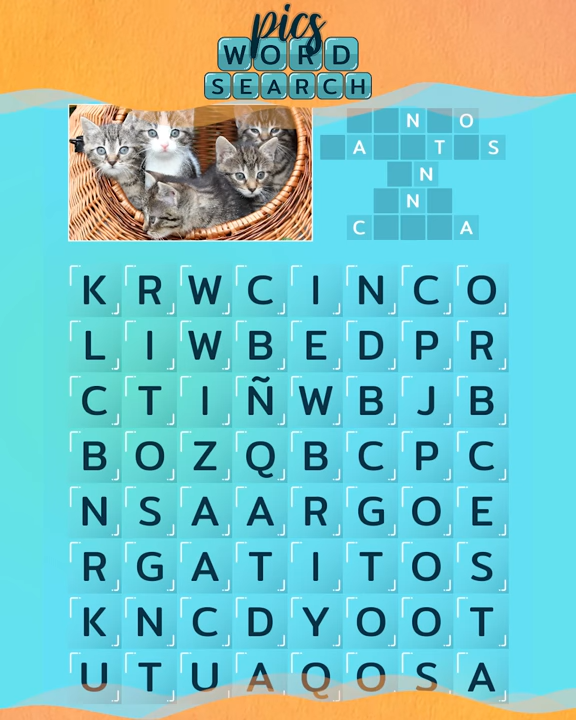 pics
WORD
SEARCH
N O
A T S
N
N
C A
K R W C I N C O
L I W B E D P R
C T I Ñ W B J B
B O Z Q B C P C
N S A A R G O E
R G A T I T O S
K N C D Y O O T
U T U A Q O S A